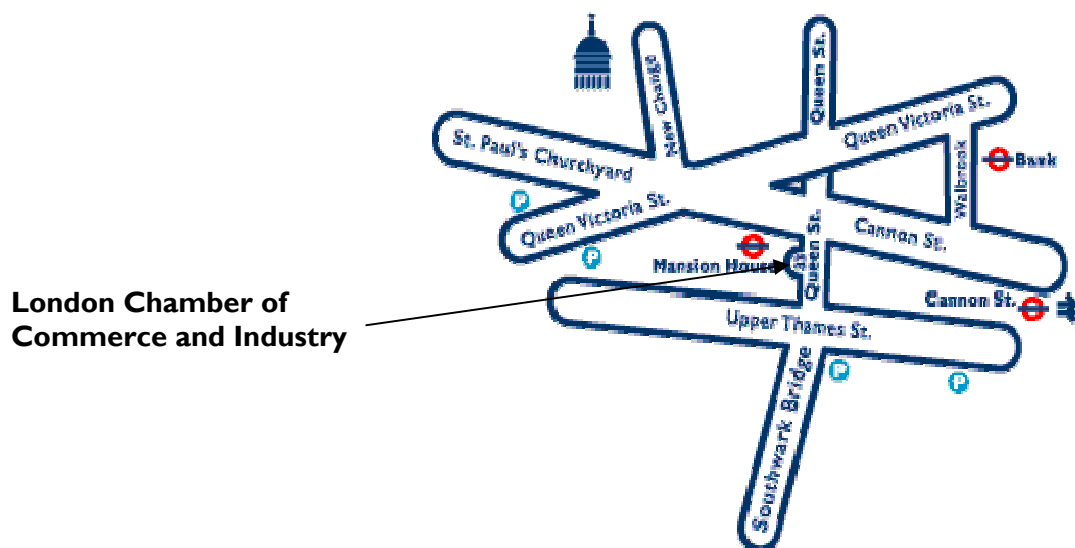 New Change
Queen St.
Queen Victoria St.
St. Paul's Churchyard
Bank
Walbrook
P
Queen Victoria St.
Cannon St.
Queen St.
P
Mansion House
London Chamber of
Commerce and Industry
Cannon St.
Upper Thames St.
P
P
Southwark Bridge